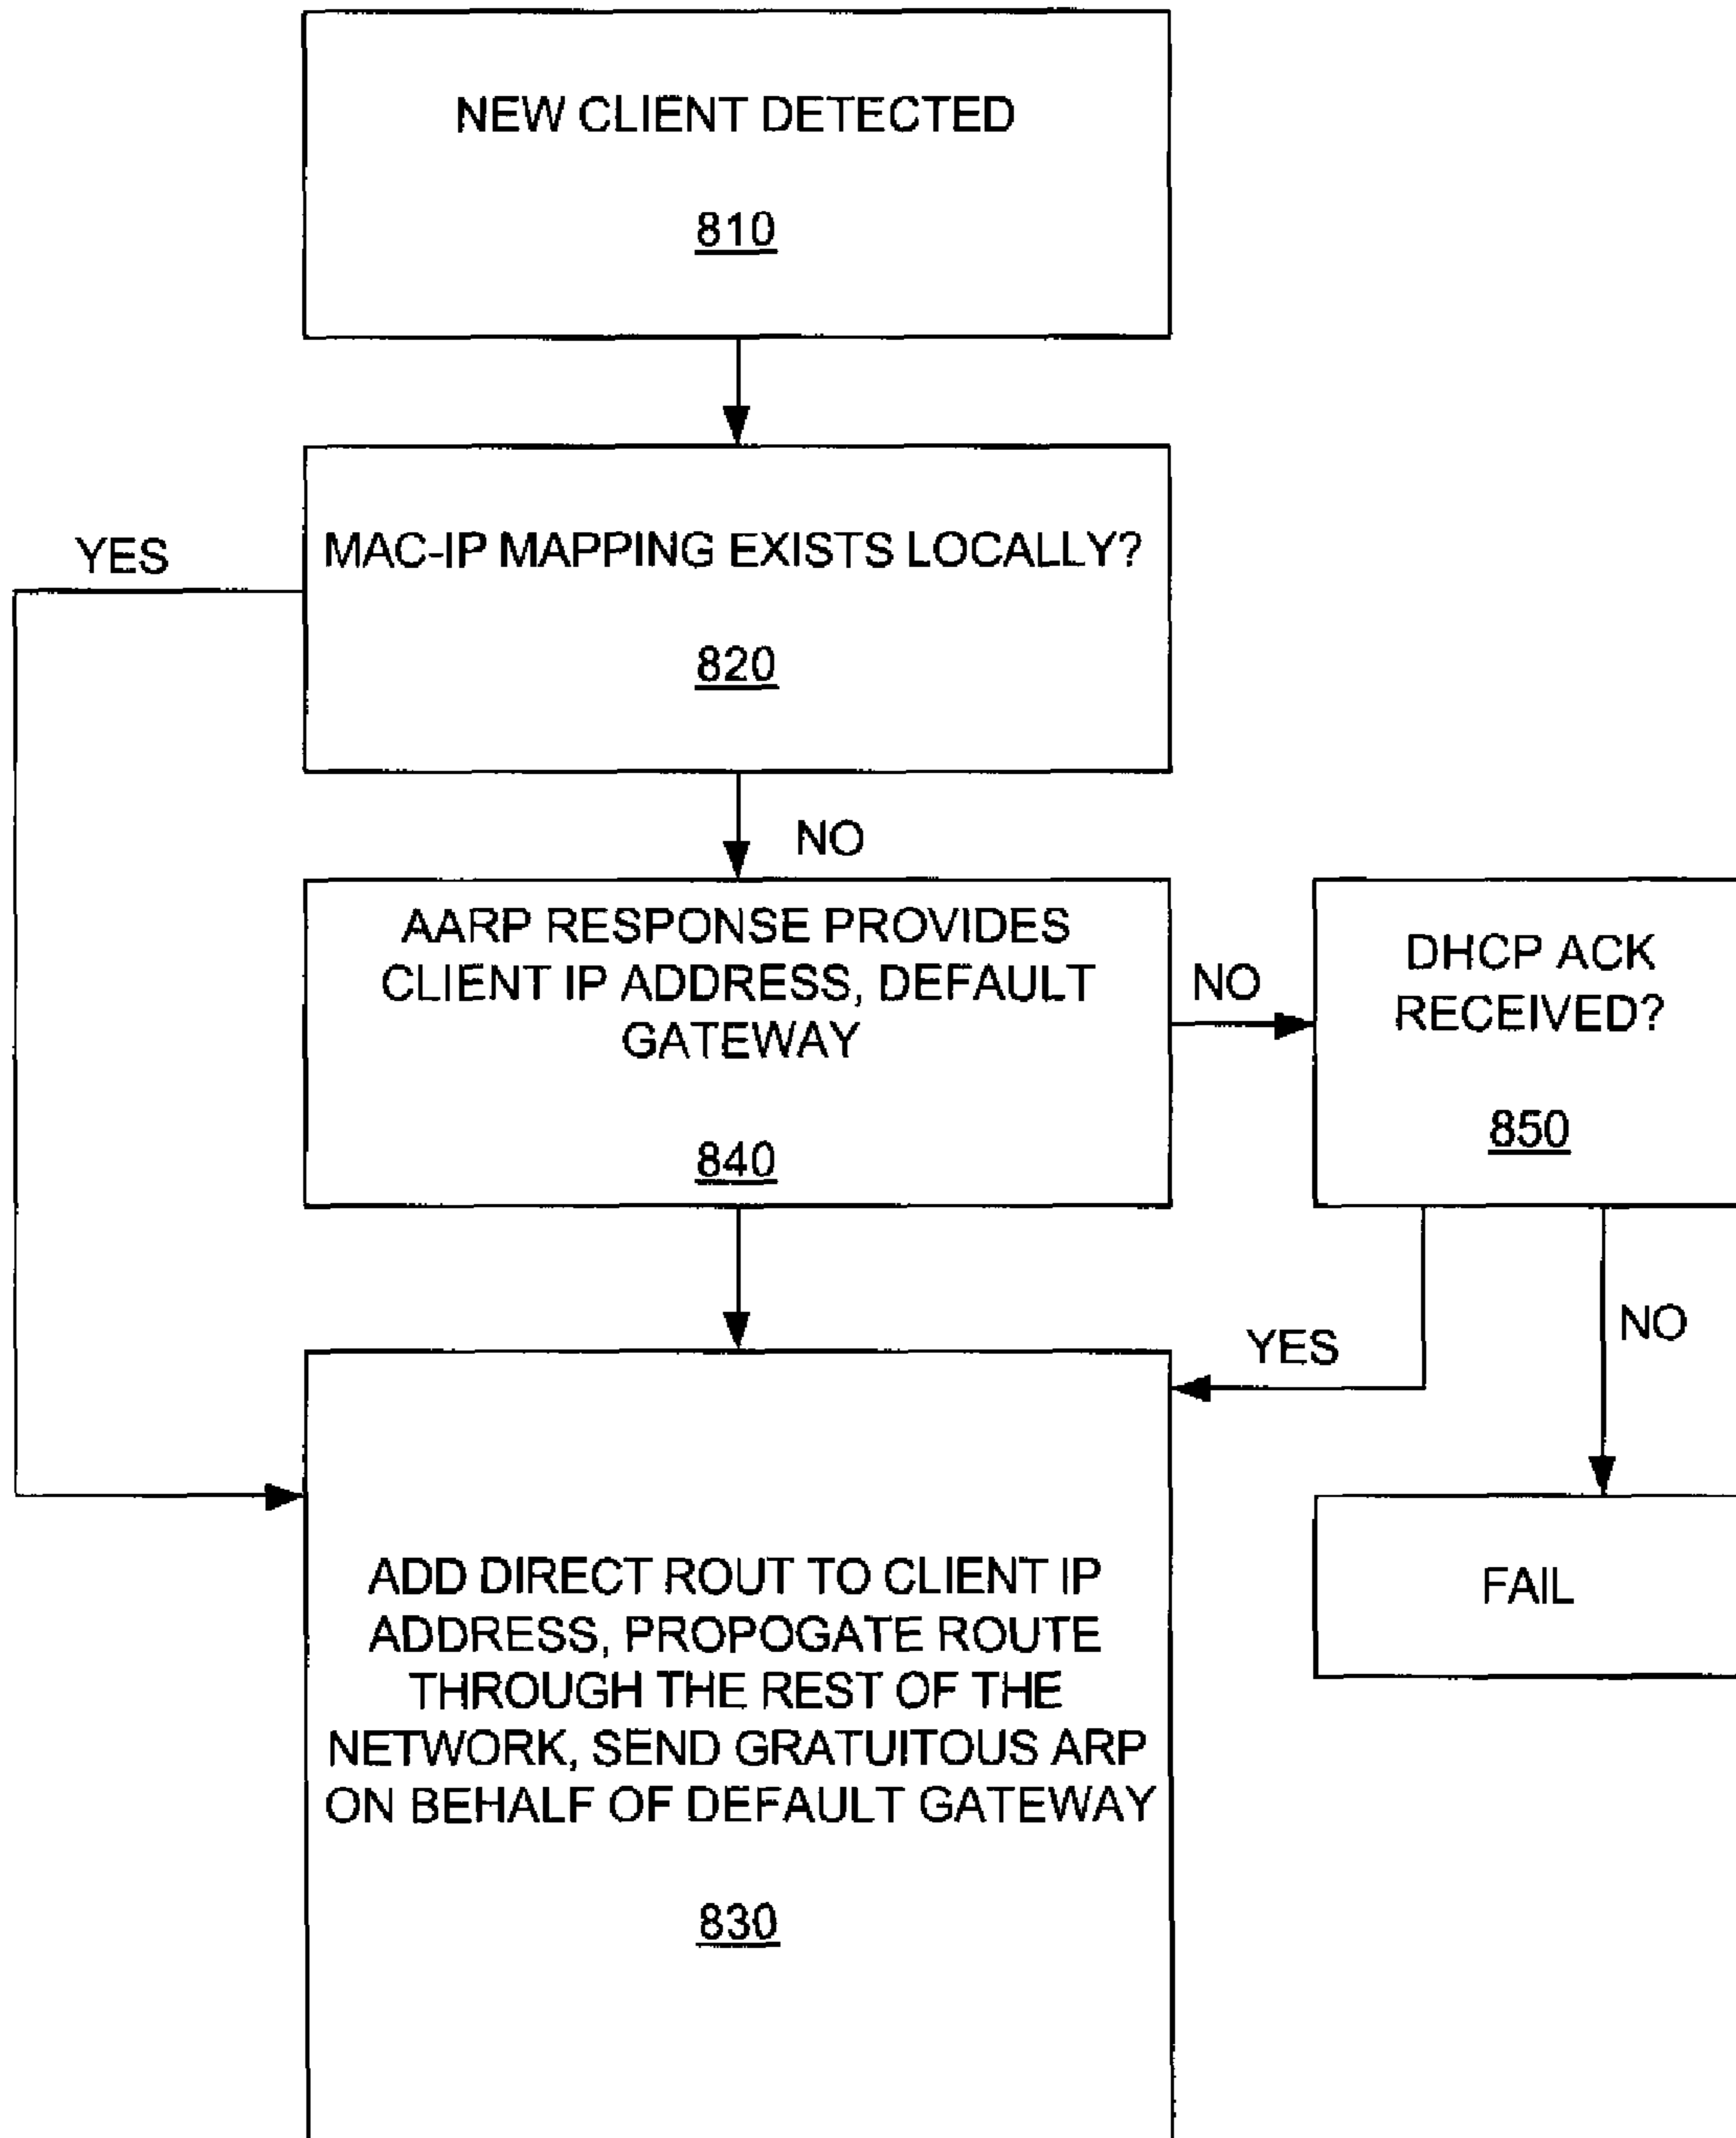 NEW CLIENT DETECTED
810
YES
MAC-IP MAPPING EXISTS LOCALLY?
820
NO
AARP RESPONSE PROVIDES
CLIENT IP ADDRESS, DEFAULT
GATEWAY
840
NO
DHCP ACK
RECEIVED?
850
YES
NO
FAIL
ADD DIRECT ROUT TO CLIENT IP
ADDRESS, PROPOGATE ROUTE
THROUGH THE REST OF THE
NETWORK, SEND GRATUITOUS ARP
ON BEHALF OF DEFAULT GATEWAY
830